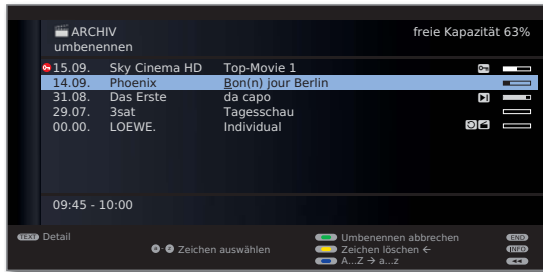 ARCHIV freie Kapazität 63%
umbenennen
15.09. Sky Cinema HD Top-Movie 1
14.09. Phoenix Bon(n) jour Berlin
31.08. Das Erste da capo
29.07. 3sat Tagesschau
00.00. LOEWE. Individual
09:45 - 10:00
TEXT Detail Umbenennen abbrechen END
0-9 Zeichen auswählen Zeichen löschen ← INFO
A...Z → a...z